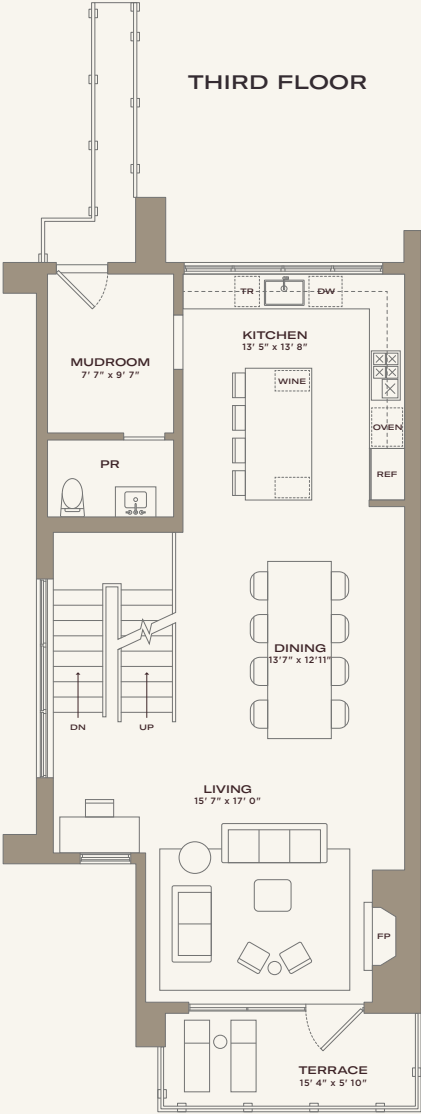 THIRD FLOOR
TR
DW
KITCHEN
13' 5" x 13' 8"
MUDROOM
7' 7" x 9' 7"
WINE
OVEN
PR
REF
DINING
13'7" x 12'11"
DN
UP
LIVING
15' 7" x 17' 0"
FP
TERRACE
15' 4" x 5' 10"